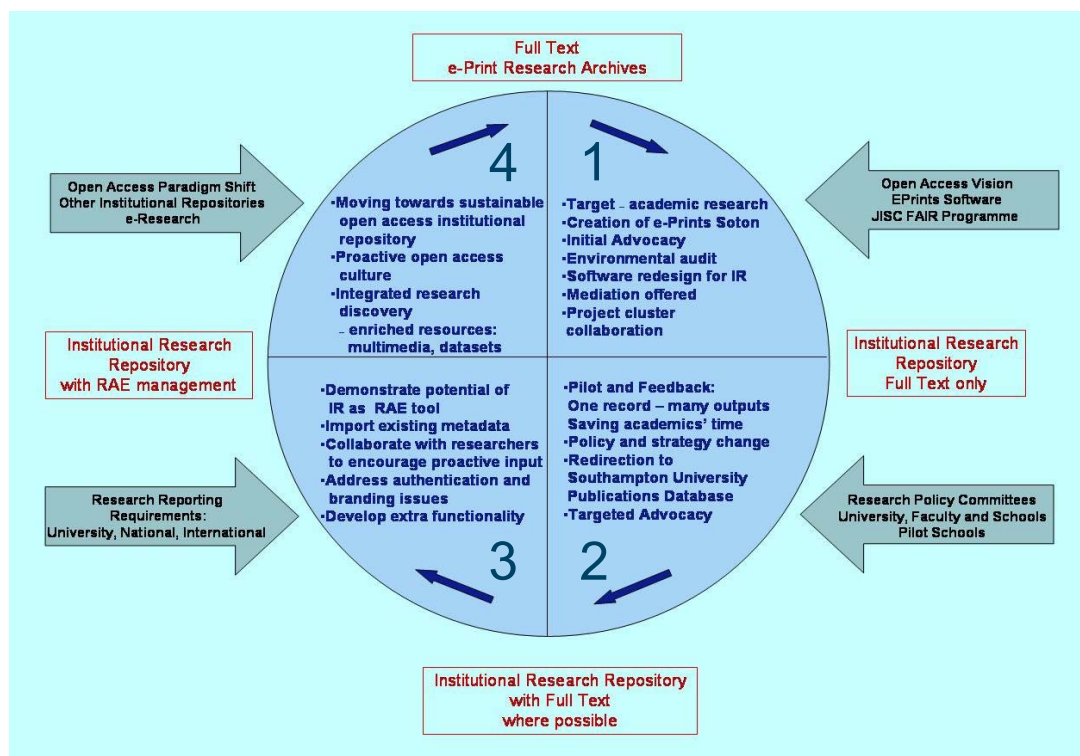 Full Text
e-Print Research Archives
4
·Moving towards sustainable
open access institutional
repository
·Proactive open access
culture
·Integrated research
discovery
– enriched resources:
multimedia, datasets
1
·Target – academic research
·Creation of e-Prints Soton
·Initial Advocacy
·Environmental audit
·Software redesign for IR
·Mediation offered
·Project cluster
collaboration
Open Access Paradigm Shift
Other Institutional Repositories
e-Research
Open Access Vision
EPrints Software
JISC FAIR Programme
Institutional Research
Repository
with RAE management
Institutional Research
Repository
Full Text only
·Demonstrate potential of
IR as RAE tool
·Import existing metadata
·Collaborate with researchers
to encourage proactive input
·Address authentication and
branding issues
·Develop extra functionality
3
·Pilot and Feedback:
One record – many outputs
Saving academics' time
·Policy and strategy change
·Redirection to
Southampton University
Publications Database
·Targeted Advocacy
2
Research Reporting
Requirements:
University, National, International
Research Policy Committees
University, Faculty and Schools
Pilot Schools
Institutional Research Repository
with Full Text
where possible